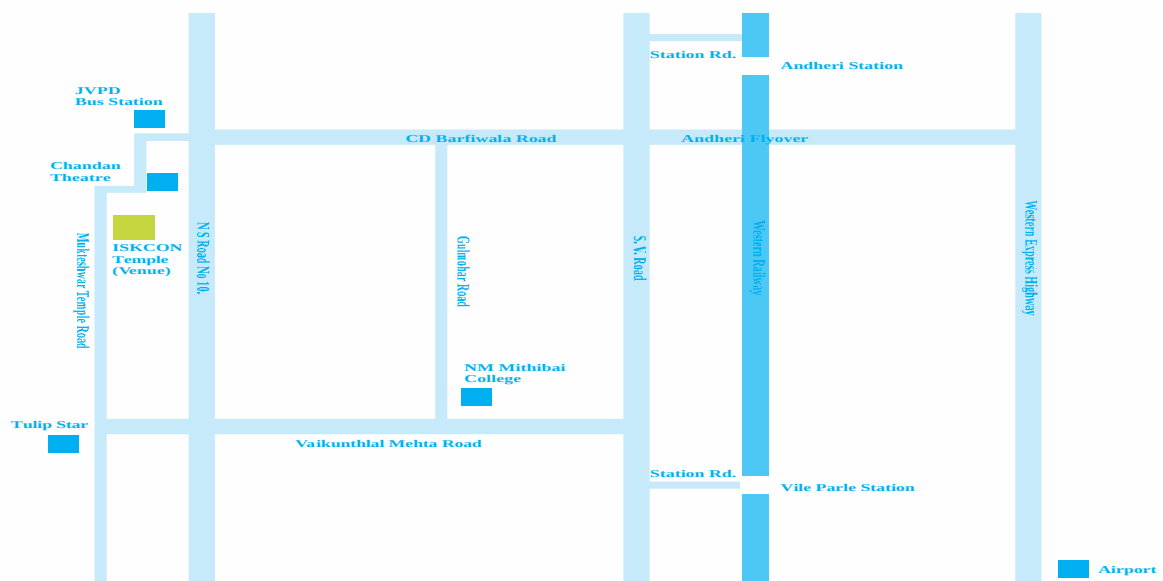 Station Rd.
Andheri Station
JVPD
Bus Station
CD Barfiwala Road
Andheri Flyover
Chandan
Theatre
ISKCON
Temple
(Venue)
Mukteshwar Temple Road
N S Road No 10.
Gulmohar Road
S. V. Road
Western Railway
Western Express Highway
NM Mithibai
College
Tulip Star
Vaikunthlal Mehta Road
Station Rd.
Vile Parle Station
Airport